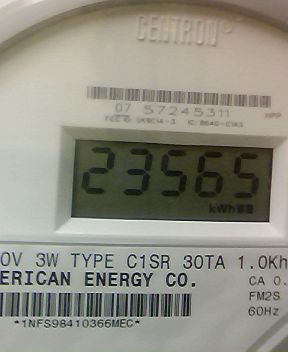 CENTRON®
07 57245311
23565
kWh
0V 3W TYPE C1SR 30TA 1.0Kh
ERICAN ENERGY CO.
CA 0.
FM2S
60Hz
*1NFS98410366MEC*